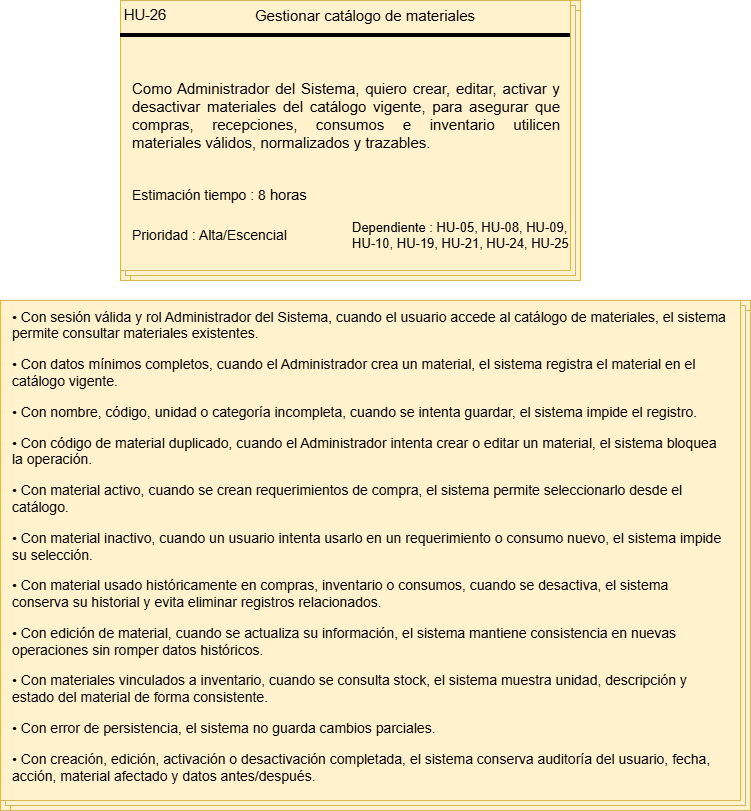 HU-26
Gestionar catálogo de materiales
Como Administrador del Sistema, quiero crear, editar, activar y
desactivar materiales del catálogo vigente, para asegurar que
compras, recepciones, consumos e inventario utilicen
materiales válidos, normalizados y trazables.
Estimación tiempo : 8 horas
Prioridad : Alta/Escencial
Dependiente : HU-05, HU-08, HU-09,
HU-10, HU-19, HU-21, HU-24, HU-25
• Con sesión válida y rol Administrador del Sistema, cuando el usuario accede al catálogo de materiales, el sistema
permite consultar materiales existentes.
• Con datos mínimos completos, cuando el Administrador crea un material, el sistema registra el material en el
catálogo vigente.
• Con nombre, código, unidad o categoría incompleta, cuando se intenta guardar, el sistema impide el registro.
• Con código de material duplicado, cuando el Administrador intenta crear o editar un material, el sistema bloquea
la operación.
• Con material activo, cuando se crean requerimientos de compra, el sistema permite seleccionarlo desde el
catálogo.
• Con material inactivo, cuando un usuario intenta usarlo en un requerimiento o consumo nuevo, el sistema impide
su selección.
• Con material usado históricamente en compras, inventario o consumos, cuando se desactiva, el sistema
conserva su historial y evita eliminar registros relacionados.
• Con edición de material, cuando se actualiza su información, el sistema mantiene consistencia en nuevas
operaciones sin romper datos históricos.
• Con materiales vinculados a inventario, cuando se consulta stock, el sistema muestra unidad, descripción y
estado del material de forma consistente.
• Con error de persistencia, el sistema no guarda cambios parciales.
• Con creación, edición, activación o desactivación completada, el sistema conserva auditoría del usuario, fecha,
acción, material afectado y datos antes/después.